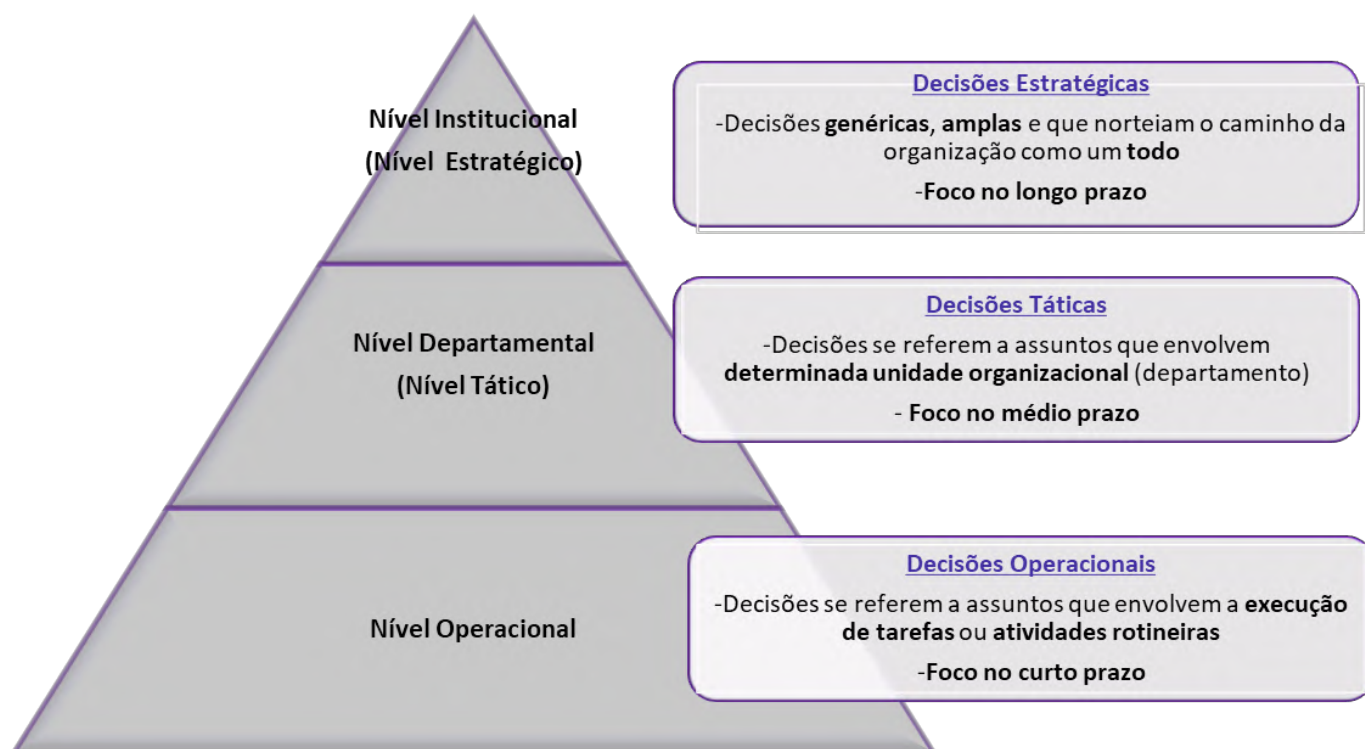 Nível Institucional
(Nível Estratégico)
Decisões Estratégicas
-Decisões genéricas, amplas e que norteiam o caminho da
organização como um todo
-Foco no longo prazo
Nível Departamental
(Nível Tático)
Decisões Táticas
-Decisões se referem a assuntos que envolvem
determinada unidade organizacional (departamento)
- Foco no médio prazo
Nível Operacional
Decisões Operacionais
-Decisões se referem a assuntos que envolvem a execução
de tarefas ou atividades rotineiras
-Foco no curto prazo